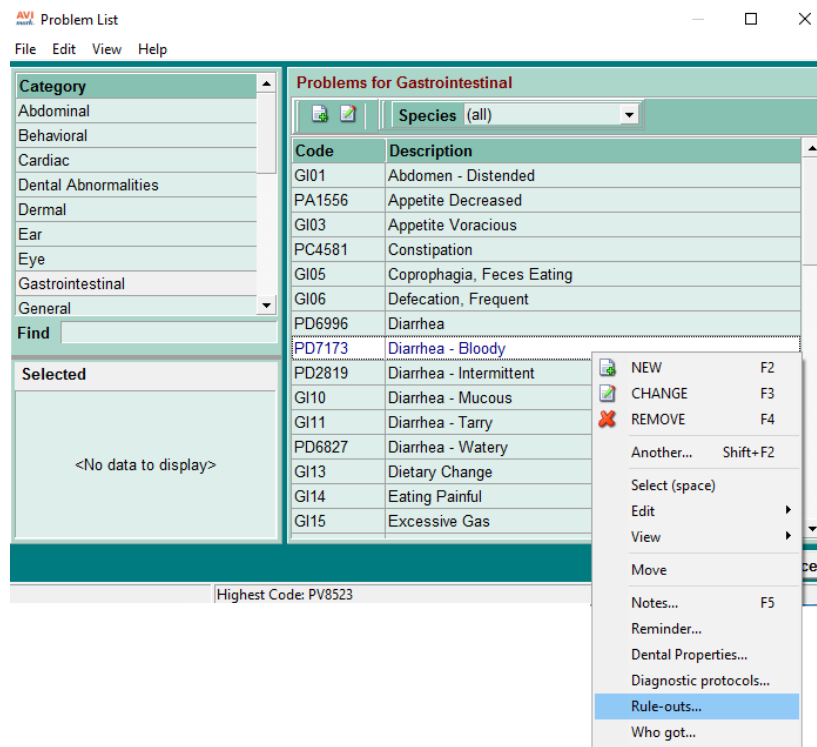 AVI mark. Problem List
File Edit View Help
Category
Abdominal
Behavioral
Cardiac
Dental Abnormalities
Dermal
Ear
Eye
Gastrointestinal
General
Find
Selected
<No data to display>
Problems for Gastrointestinal
Species (all)
Code Description
GI01 Abdomen - Distended
PA1556 Appetite Decreased
GI03 Appetite Voracious
PC4581 Constipation
GI05 Coprophagia, Feces Eating
GI06 Defecation, Frequent
PD6996 Diarrhea
PD7173 Diarrhea - Bloody
PD2819 Diarrhea - Intermittent
GI10 Diarrhea - Mucous
GI11 Diarrhea - Tarry
PD6827 Diarrhea - Watery
GI13 Dietary Change
GI14 Eating Painful
GI15 Excessive Gas
NEW F2
CHANGE F3
REMOVE F4
Another... Shift+F2
Select (space)
Edit
View
Move
Notes... F5
Reminder...
Dental Properties...
Diagnostic protocols...
Rule-outs...
Who got...
Highest Code: PV8523